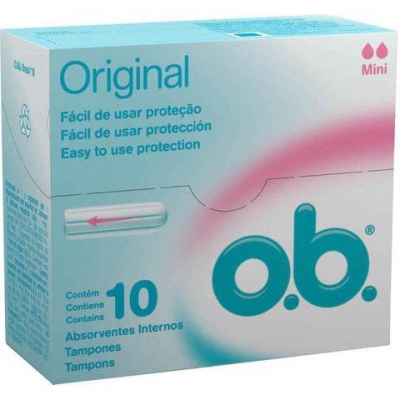 Original
Mini
Fácil de usar proteção
Fácil de usar protección
Easy to use protection
o.b.®
Contém
Contiene
Contains
10
Absorventes Internos
Tampones
Tampons